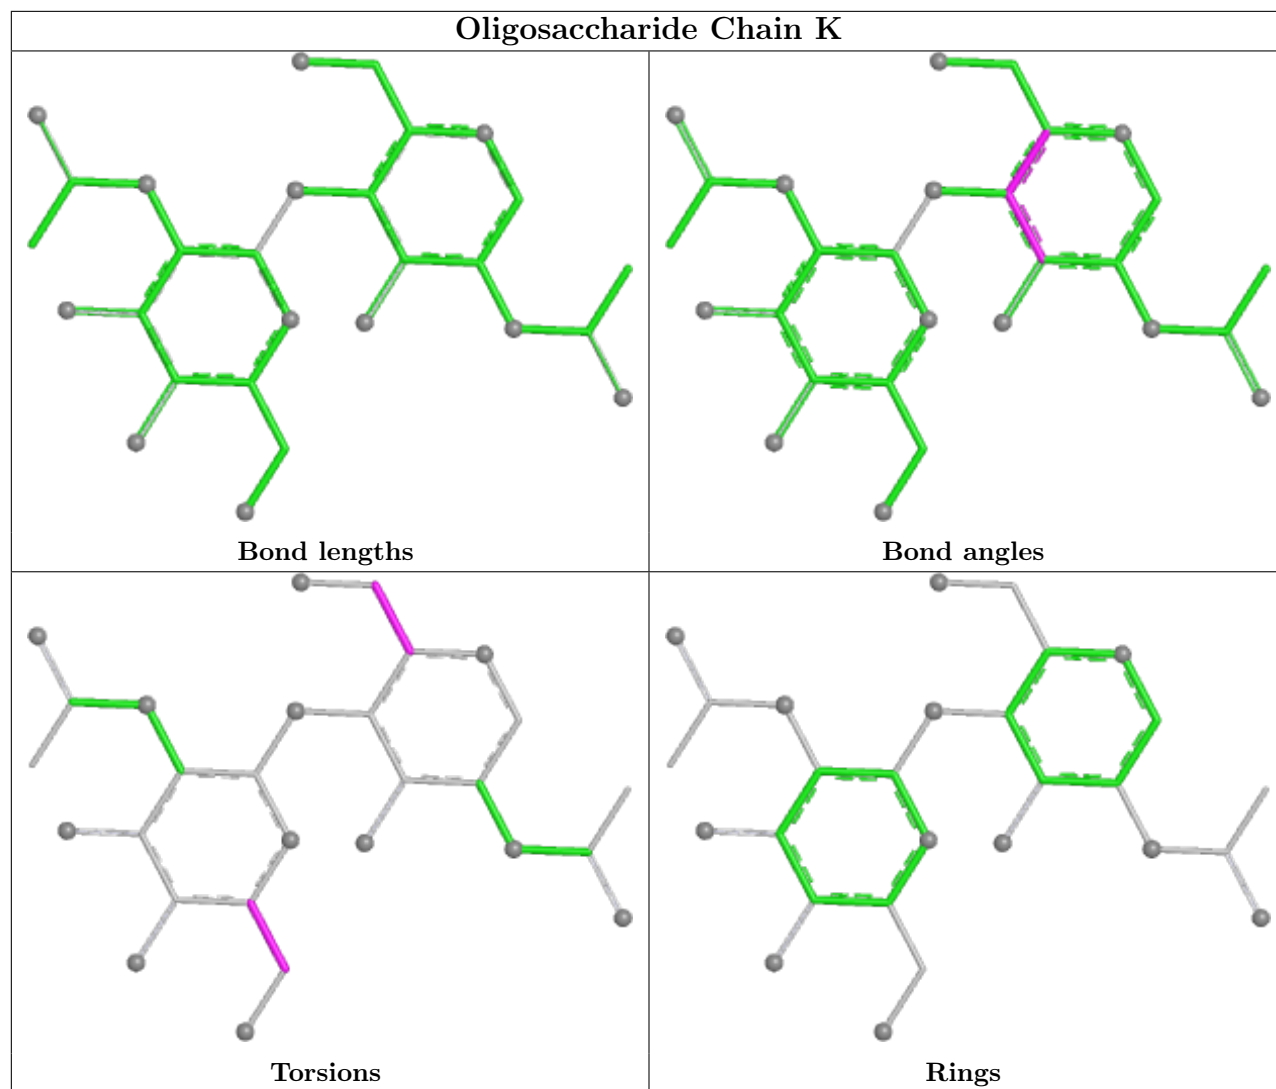 Oligosaccharide Chain K
Bond lengths
Bond angles
Torsions
Rings